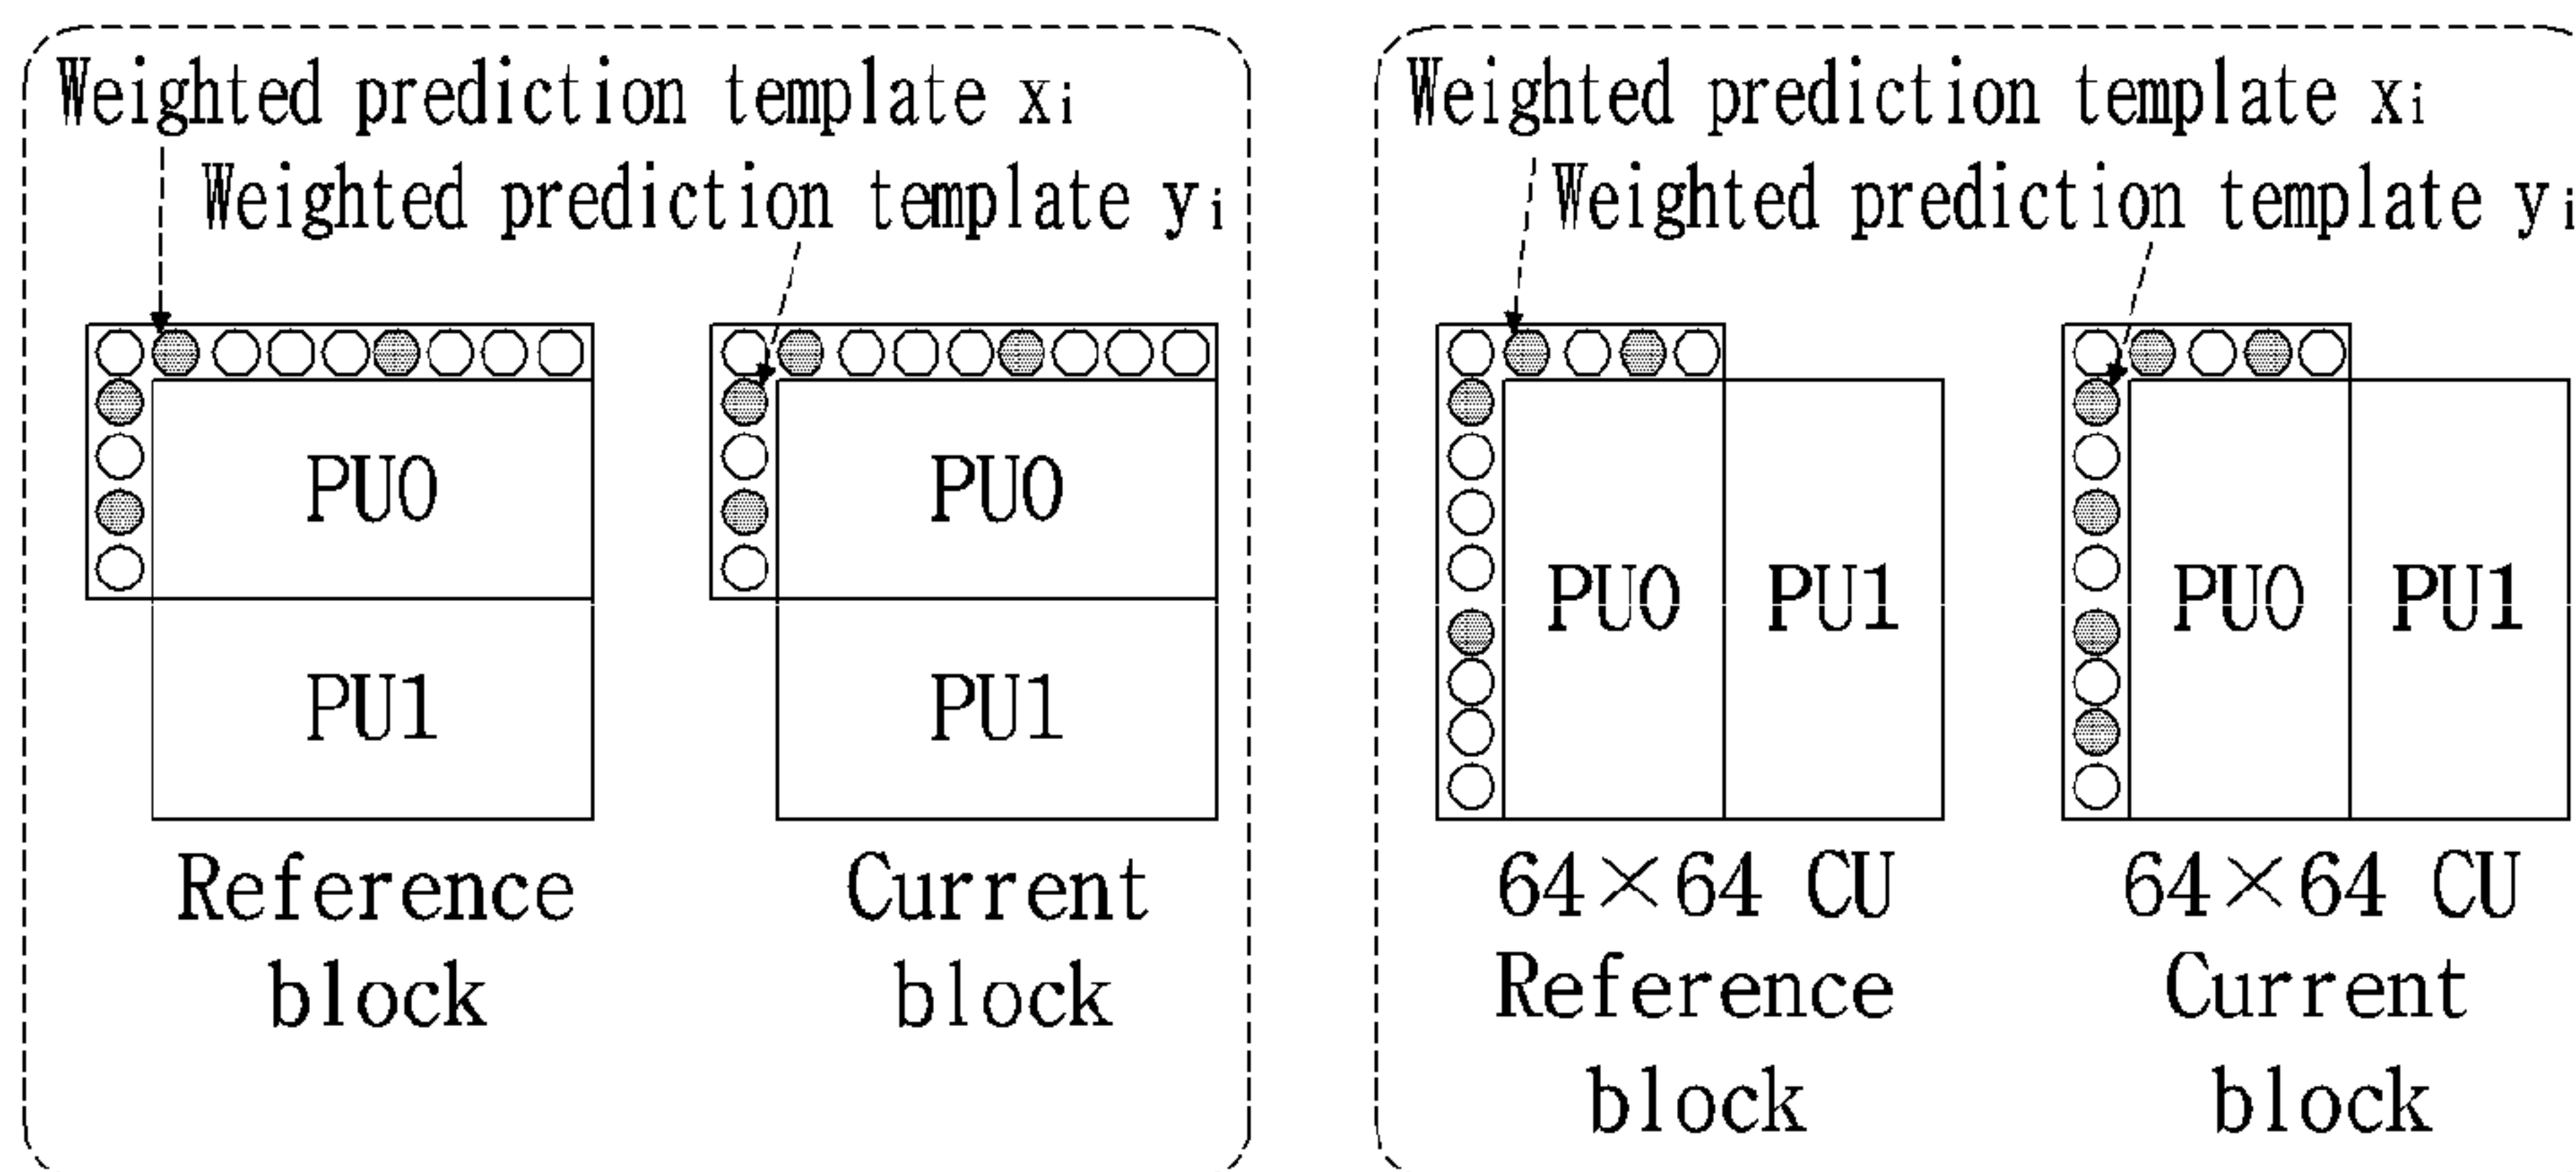 Weighted prediction template xi
Weighted prediction template yi
PU0
PU1
Reference
block
PU0
PU1
Current
block
Weighted prediction template xi
Weighted prediction template yi
PU0 PU1
64×64 CU
Reference
block
PU0 PU1
64×64 CU
Current
block